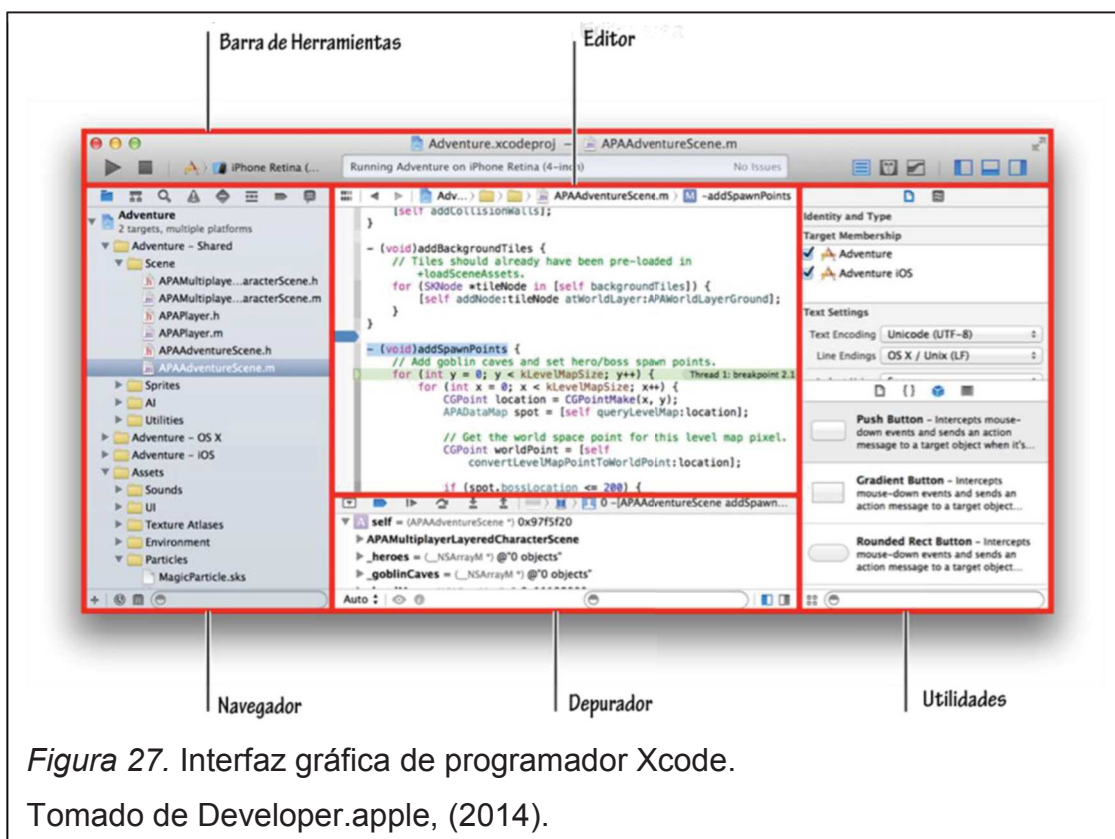 Barra de Herramientas
Editor
Adventure.xcodeproj – APAAdventureScene.m
iPhone Retina (...
Running Adventure on iPhone Retina (4-inch)
No Issues
Adventure
2 targets, multiple platforms
Adventure – Shared
Scene
APAMultiplaye...aracterScene.h
APAMultiplaye...aracterScene.m
APAPlayer.h
APAPlayer.m
APAAdventureScene.h
APAAdventureScene.m
Sprites
AI
Utilities
Adventure – OS X
Adventure – iOS
Assets
Sounds
UI
Texture Atlases
Environment
Particles
MagicParticle.sks
Adv...
APAAdventureScene.m
M -addSpawnPoints
[self addCollisionWalls];
}
- (void)addBackgroundTiles {
// Tiles should already have been pre-loaded in
+loadSceneAssets.
for (SKNode *tileNode in [self backgroundTiles]) {
[self addNode:tileNode atWorldLayer:APAWorldLayerGround];
}
}
- (void)addSpawnPoints {
// Add goblin caves and set hero/boss spawn points.
for (int y = 0; y < kLevelMapSize; y++) {
Thread 1: breakpoint 2.1
for (int x = 0; x < kLevelMapSize; x++) {
CGPoint location = CGPointMake(x, y);
APADataMap spot = [self queryLevelMap:location];
// Get the world space point for this level map pixel.
CGPoint worldPoint = [self
convertLevelMapPointToWorldPoint:location];
if (spot.bossLocation <= 200) {
0 -[APAAdventureScene addSpawn...
self = (APAAdventureScene *) 0x97f5f20
APAMultiplayerLayeredCharacterScene
_heroes = (__NSArrayM *) @"0 objects"
_goblinCaves = (__NSArrayM *) @"0 objects"
Auto
Identity and Type
Target Membership
Adventure
Adventure iOS
Text Settings
Text Encoding Unicode (UTF-8)
Line Endings OS X / Unix (LF)
{}
Push Button – Intercepts mouse-
down events and sends an action
message to a target object when it's...
Gradient Button – Intercepts
mouse-down events and sends an
action message to a target object...
Rounded Rect Button – Intercepts
mouse-down events and sends an
action message to a target object...
Navegador
Depurador
Utilidades
Figura 27. Interfaz gráfica de programador Xcode.
Tomado de Developer.apple, (2014).